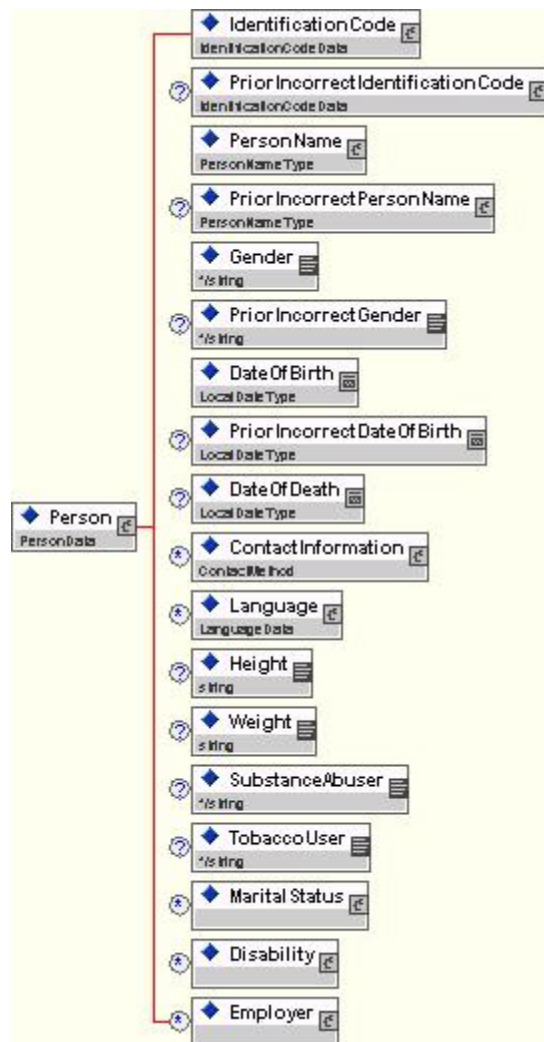 IdentificationCode
IdentificationCodeData
?
PriorIncorrectIdentificationCode
IdentificationCodeData
PersonName
PersonNameType
?
PriorIncorrectPersonName
PersonNameType
Gender
*/string
?
PriorIncorrectGender
*/string
DateOfBirth
LocalDateType
?
PriorIncorrectDateOfBirth
LocalDateType
?
DateOfDeath
LocalDateType
Person
PersonData
*
ContactInformation
ContactMethod
*
Language
LanguageData
?
Height
string
?
Weight
string
?
SubstanceAbuser
*/string
?
TobaccoUser
*/string
*
MaritalStatus
*
Disability
*
Employer